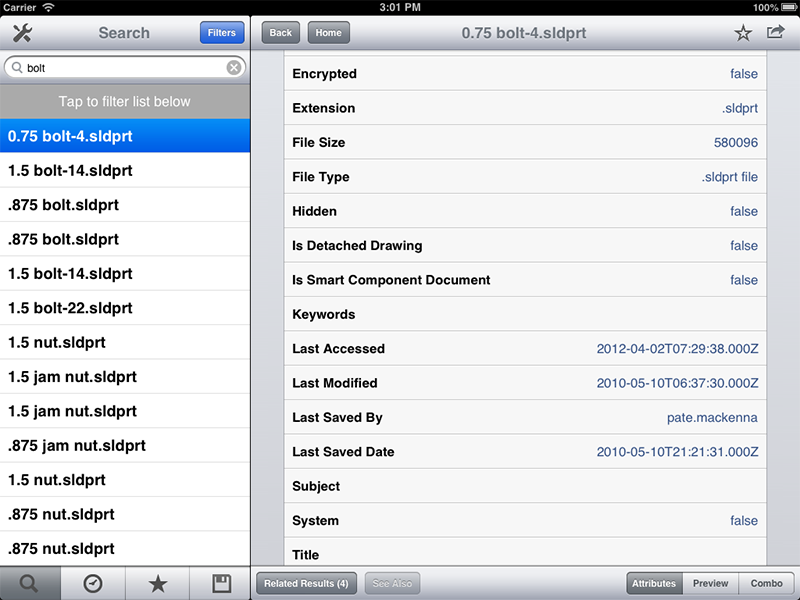 Carrier 3:01 PM 100%
Search Filters
bolt
Tap to filter list below
0.75 bolt-4.sldprt
1.5 bolt-14.sldprt
.875 bolt.sldprt
.875 bolt.sldprt
1.5 bolt-14.sldprt
1.5 bolt-22.sldprt
1.5 nut.sldprt
1.5 jam nut.sldprt
1.5 jam nut.sldprt
.875 jam nut.sldprt
1.5 nut.sldprt
.875 nut.sldprt
.875 nut.sldprt
Back Home 0.75 bolt-4.sldprt
Encrypted false
Extension .sldprt
File Size 580096
File Type .sldprt file
Hidden false
Is Detached Drawing false
Is Smart Component Document false
Keywords
Last Accessed 2012-04-02T07:29:38.000Z
Last Modified 2010-05-10T06:37:30.000Z
Last Saved By pate.mackenna
Last Saved Date 2010-05-10T21:21:31.000Z
Subject
System false
Title
Related Results (4) See Also Attributes Preview Combo